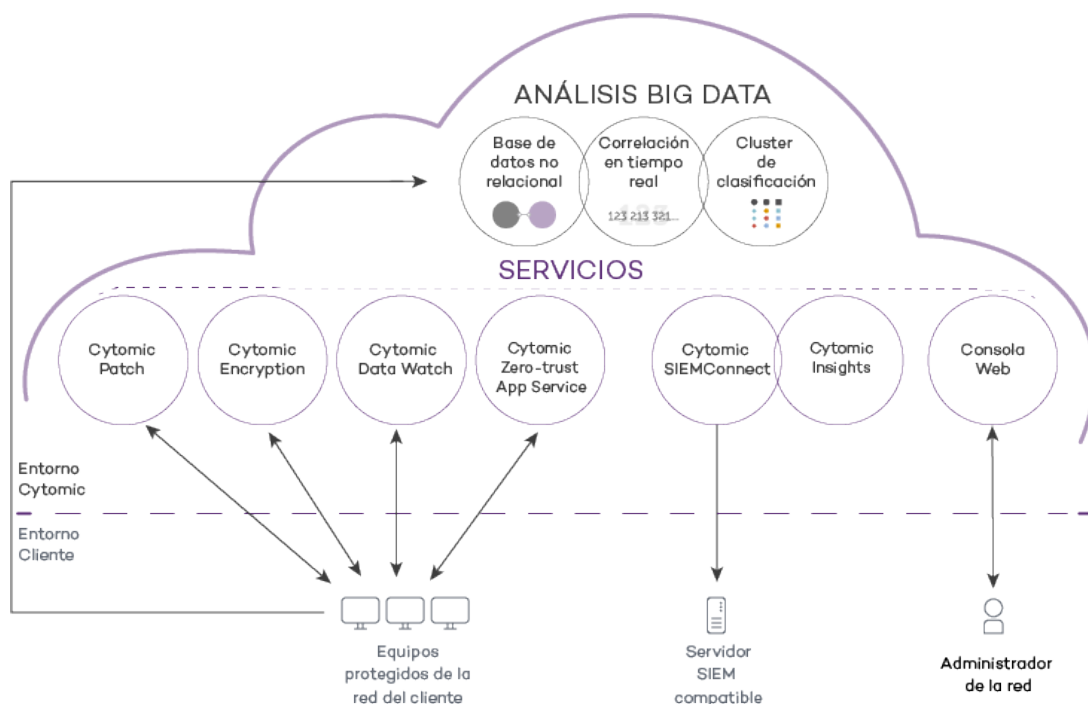 ANÁLISIS BIG DATA
Base de
datos no
relacional
Correlación
en tiempo
real
123 213 321...
Cluster
de
clasificación
SERVICIOS
Cytomic
Patch
Cytomic
Encryption
Cytomic
Data Watch
Cytomic
Zero-trust
App Service
Cytomic
SIEMConnect
Cytomic
Insights
Consola
Web
Entorno
Cytomic
Entorno
Cliente
Equipos
protegidos de la
red del cliente
Servidor
SIEM
compatible
Administrador
de la red